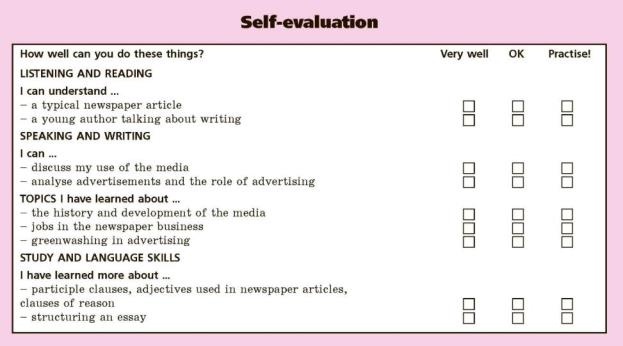 Self-evaluation
How well can you do these things? Very well OK Practise!
LISTENING AND READING
I can understand ...
– a typical newspaper article
– a young author talking about writing
SPEAKING AND WRITING
I can ...
– discuss my use of the media
– analyse advertisements and the role of advertising
TOPICS I have learned about ...
– the history and development of the media
– jobs in the newspaper business
– greenwashing in advertising
STUDY AND LANGUAGE SKILLS
I have learned more about ...
– participle clauses, adjectives used in newspaper articles,
clauses of reason
– structuring an essay